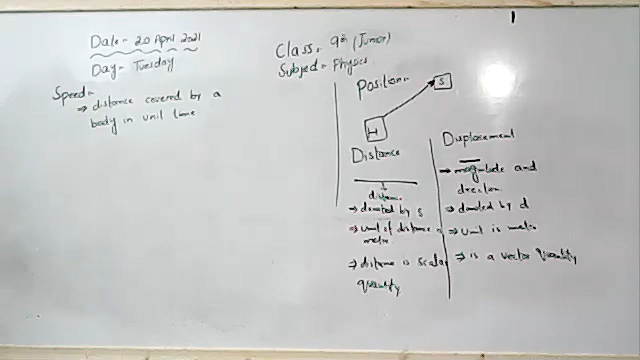 Date:- 20 April 2021
Day:- Tuesday
Class:- 9th (Junior)
Subject:- Physics
Speed:-
⇒ distance covered by a
body in unit time
Position:-
S
H
Distance
distance
⇒ denoted by S
⇒ unit of distance is
metre
⇒ distance is scalar
quantity
Displacement
→ magnitude and
direction
⇒ denoted by d
⇒ unit is metre
⇒ is a vector quantity